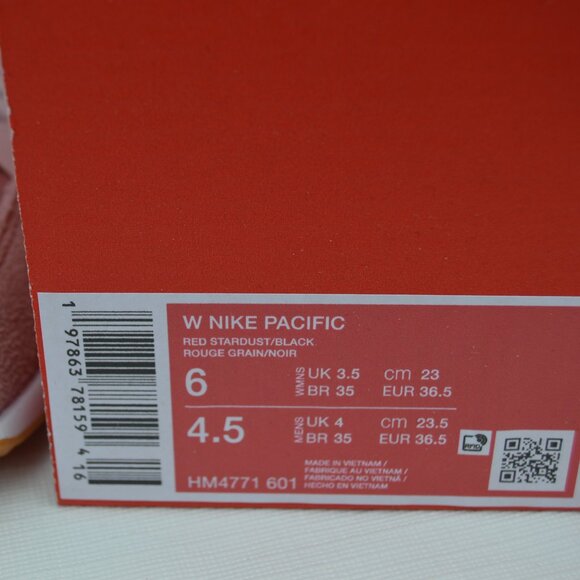 1 97863 78159 4 16
W NIKE PACIFIC
RED STARDUST/BLACK
ROUGE GRAIN/NOIR
6 WMNS UK 3.5 cm 23
BR 35 EUR 36.5
4.5 MENS UK 4 cm 23.5
BR 35 EUR 36.5
MADE IN VIETNAM /
FABRIQUE AU VIETNAM /
FABRICADO NO VIETNÃ /
HECHO EN VIETNAM
HM4771 601
RFID